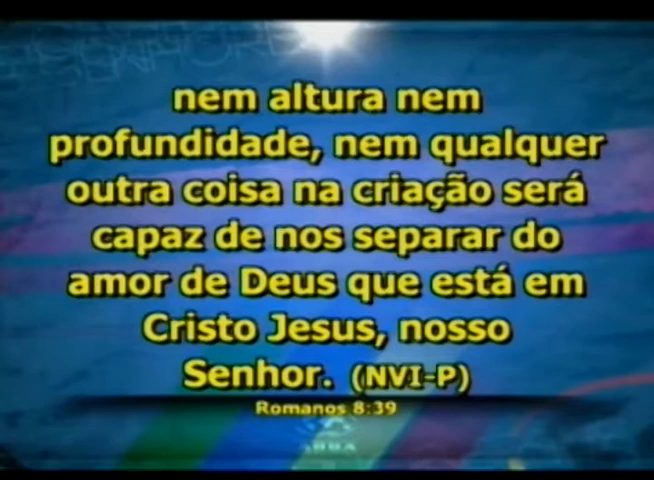 nem altura nem
profundidade, nem qualquer
outra coisa na criação será
capaz de nos separar do
amor de Deus que está em
Cristo Jesus, nosso
Senhor. (NVI-P)
Romanos 8:39